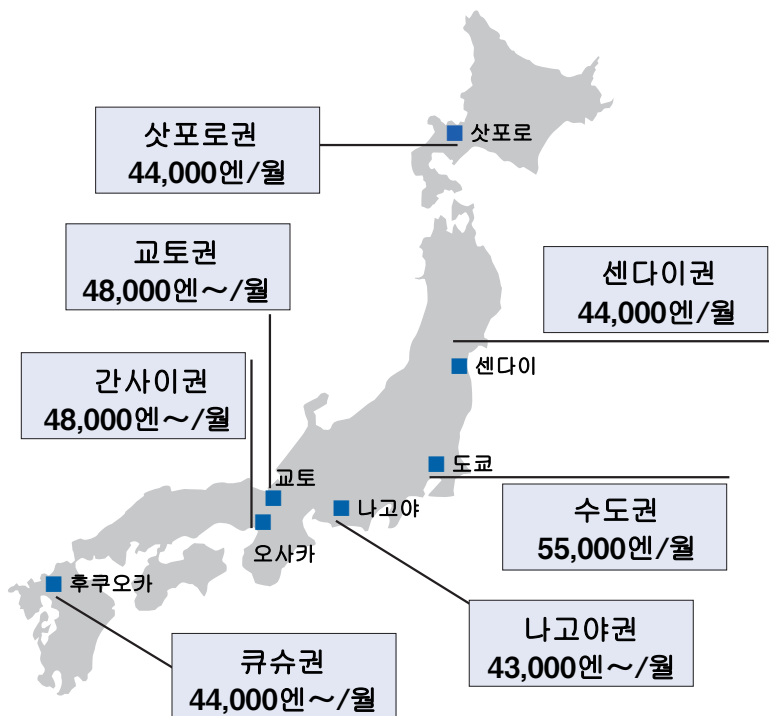 삿포로권
44,000엔/월
삿포로
교토권
48,000엔~/월
센다이권
44,000엔/월
간사이권
48,000엔~/월
센다이
도쿄
교토
나고야
수도권
55,000엔/월
오사카
후쿠오카
나고야권
43,000엔~/월
큐슈권
44,000엔~/월